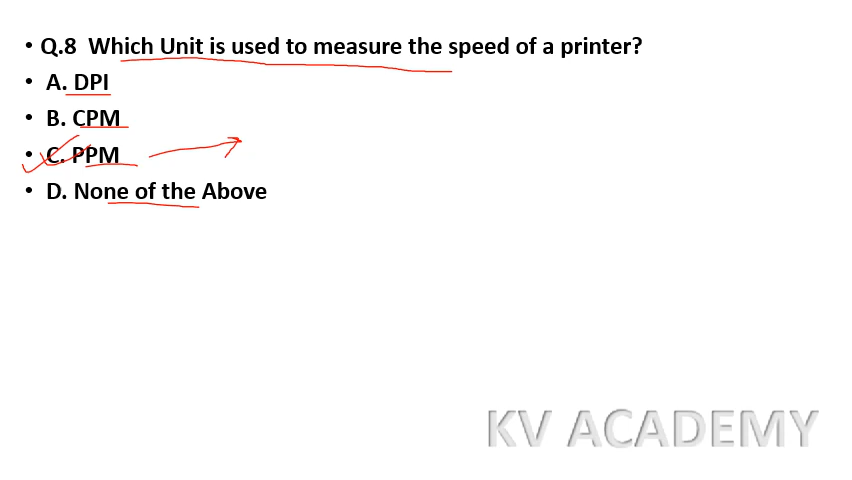 • Q.8 Which Unit is used to measure the speed of a printer?
• A. DPI
• B. CPM
• C. PPM
• D. None of the Above
KV ACADEMY